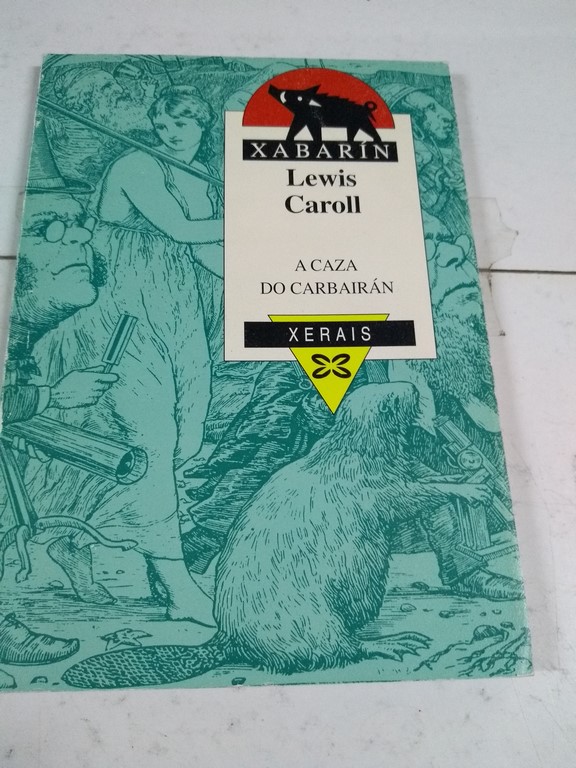 XABARÍN
Lewis
Caroll
A CAZA
DO CARBAIRÁN
XERAIS